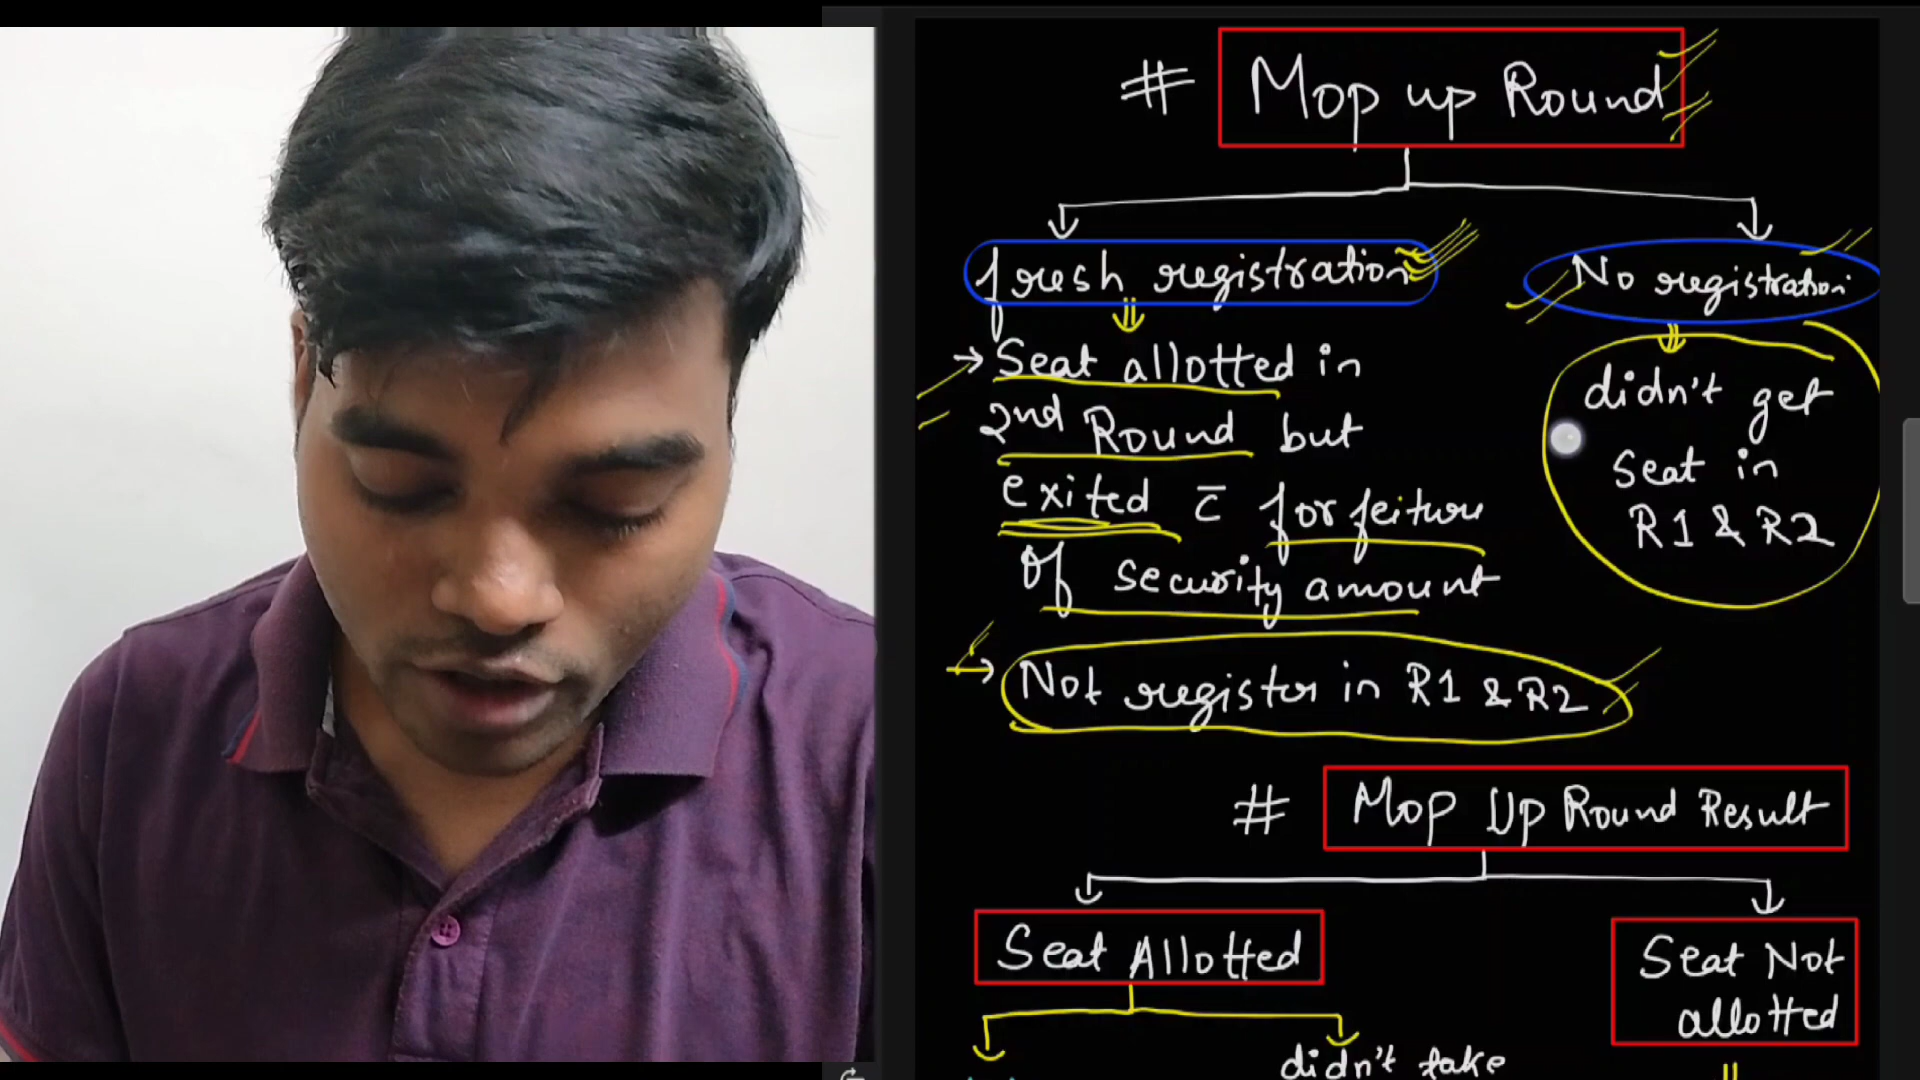 # Mop up Round
fresh registration
No registration
→ Seat allotted in
2nd Round but
exited c̄ forfeiture
of security amount
→ Not register in R1 & R2
didn't get
seat in
R1 & R2
# Mop Up Round Result
Seat Allotted
Seat Not
allotted
didn't take